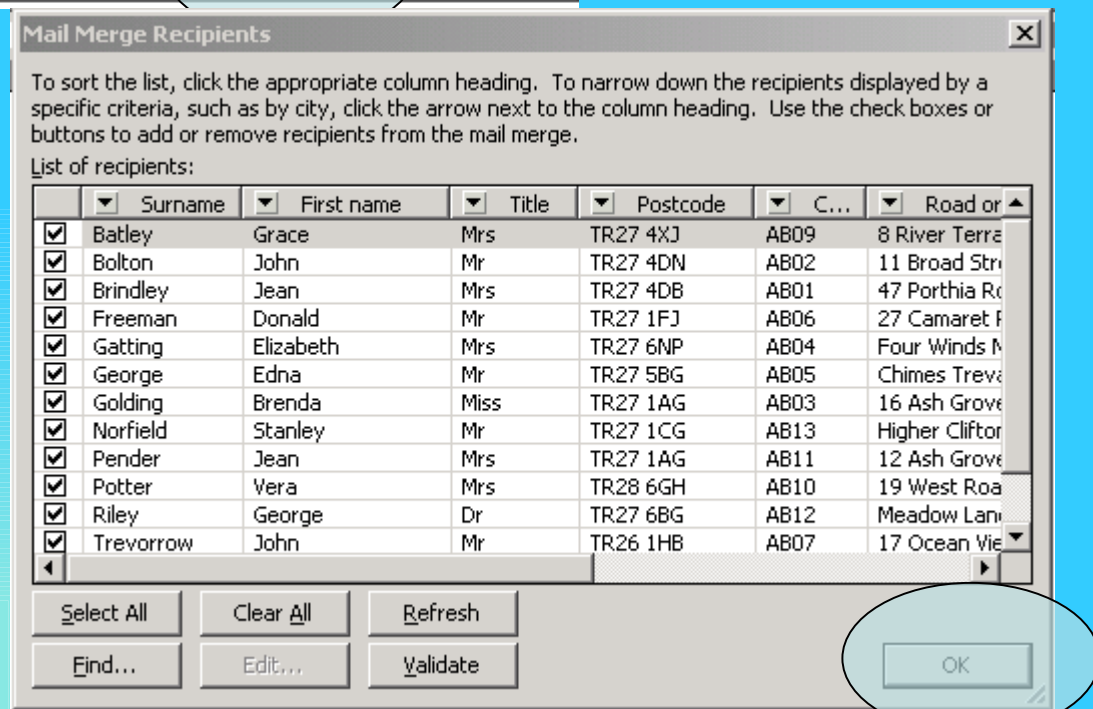 Mail Merge Recipients
To sort the list, click the appropriate column heading. To narrow down the recipients displayed by a
specific criteria, such as by city, click the arrow next to the column heading. Use the check boxes or
buttons to add or remove recipients from the mail merge.
List of recipients:
Surname First name Title Postcode C... Road or
Batley Grace Mrs TR27 4XJ AB09 8 River Terra
Bolton John Mr TR27 4DN AB02 11 Broad Str
Brindley Jean Mrs TR27 4DB AB01 47 Porthia Ro
Freeman Donald Mr TR27 1FJ AB06 27 Camaret
Gatting Elizabeth Mrs TR27 6NP AB04 Four Winds
George Edna Mr TR27 5BG AB05 Chimes Treva
Golding Brenda Miss TR27 1AG AB03 16 Ash Grove
Norfield Stanley Mr TR27 1CG AB13 Higher Clifton
Pender Jean Mrs TR27 1AG AB11 12 Ash Grove
Potter Vera Mrs TR28 6GH AB10 19 West Roa
Riley George Dr TR27 6BG AB12 Meadow Lan
Trevorrow John Mr TR26 1HB AB07 17 Ocean Vie
Select All Clear All Refresh
Find... Edit... Validate OK